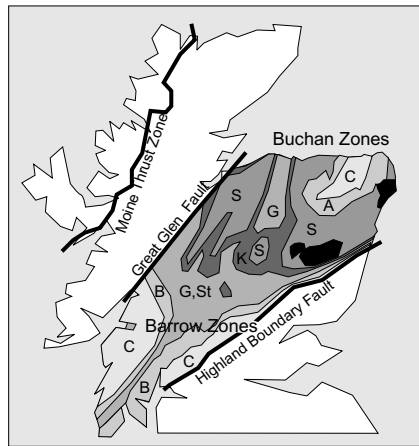 Moine Thrust Zone
Great Glen Fault
Buchan Zones
C
A
S
G
S
S
K
B
G,St
Barrow Zones
C
C
B
Highland Boundary Fault